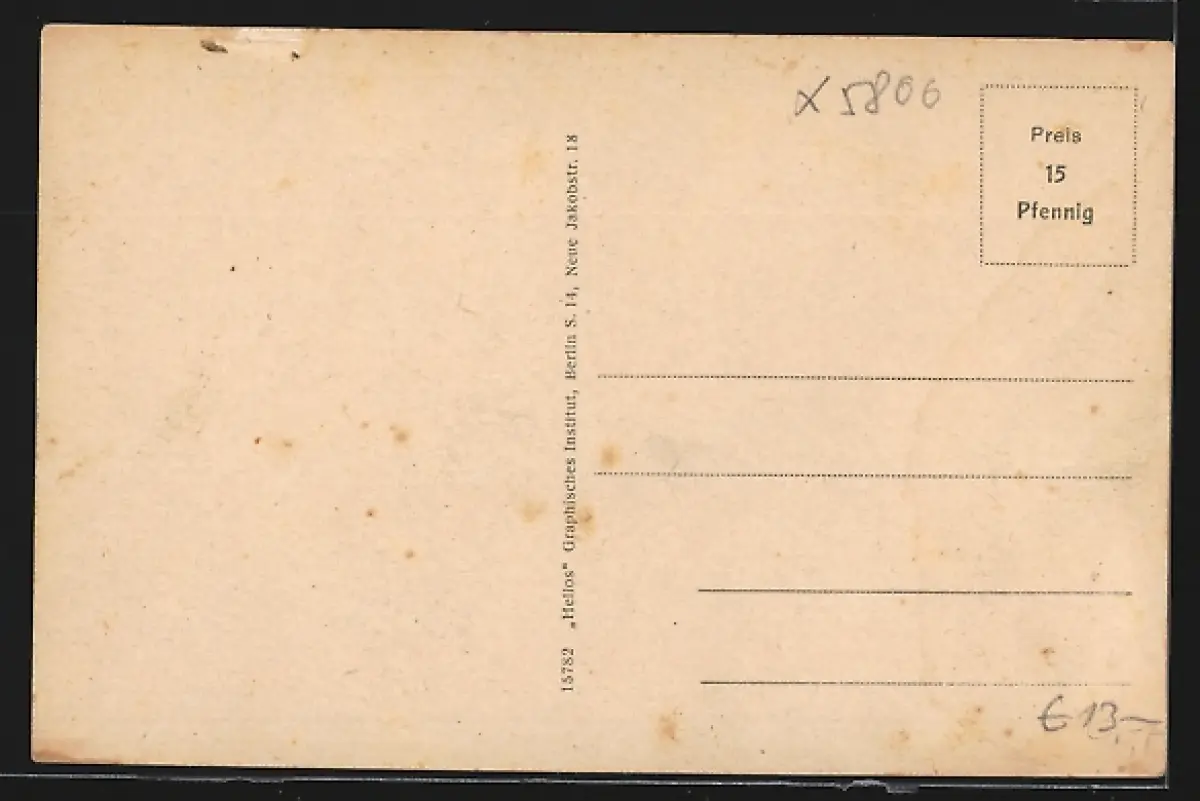 x 5806
Preis
15
Pfennig
15782 „Helios" Graphisches Institut, Berlin S. 14, Neue Jakobstr. 18
€ 13,—